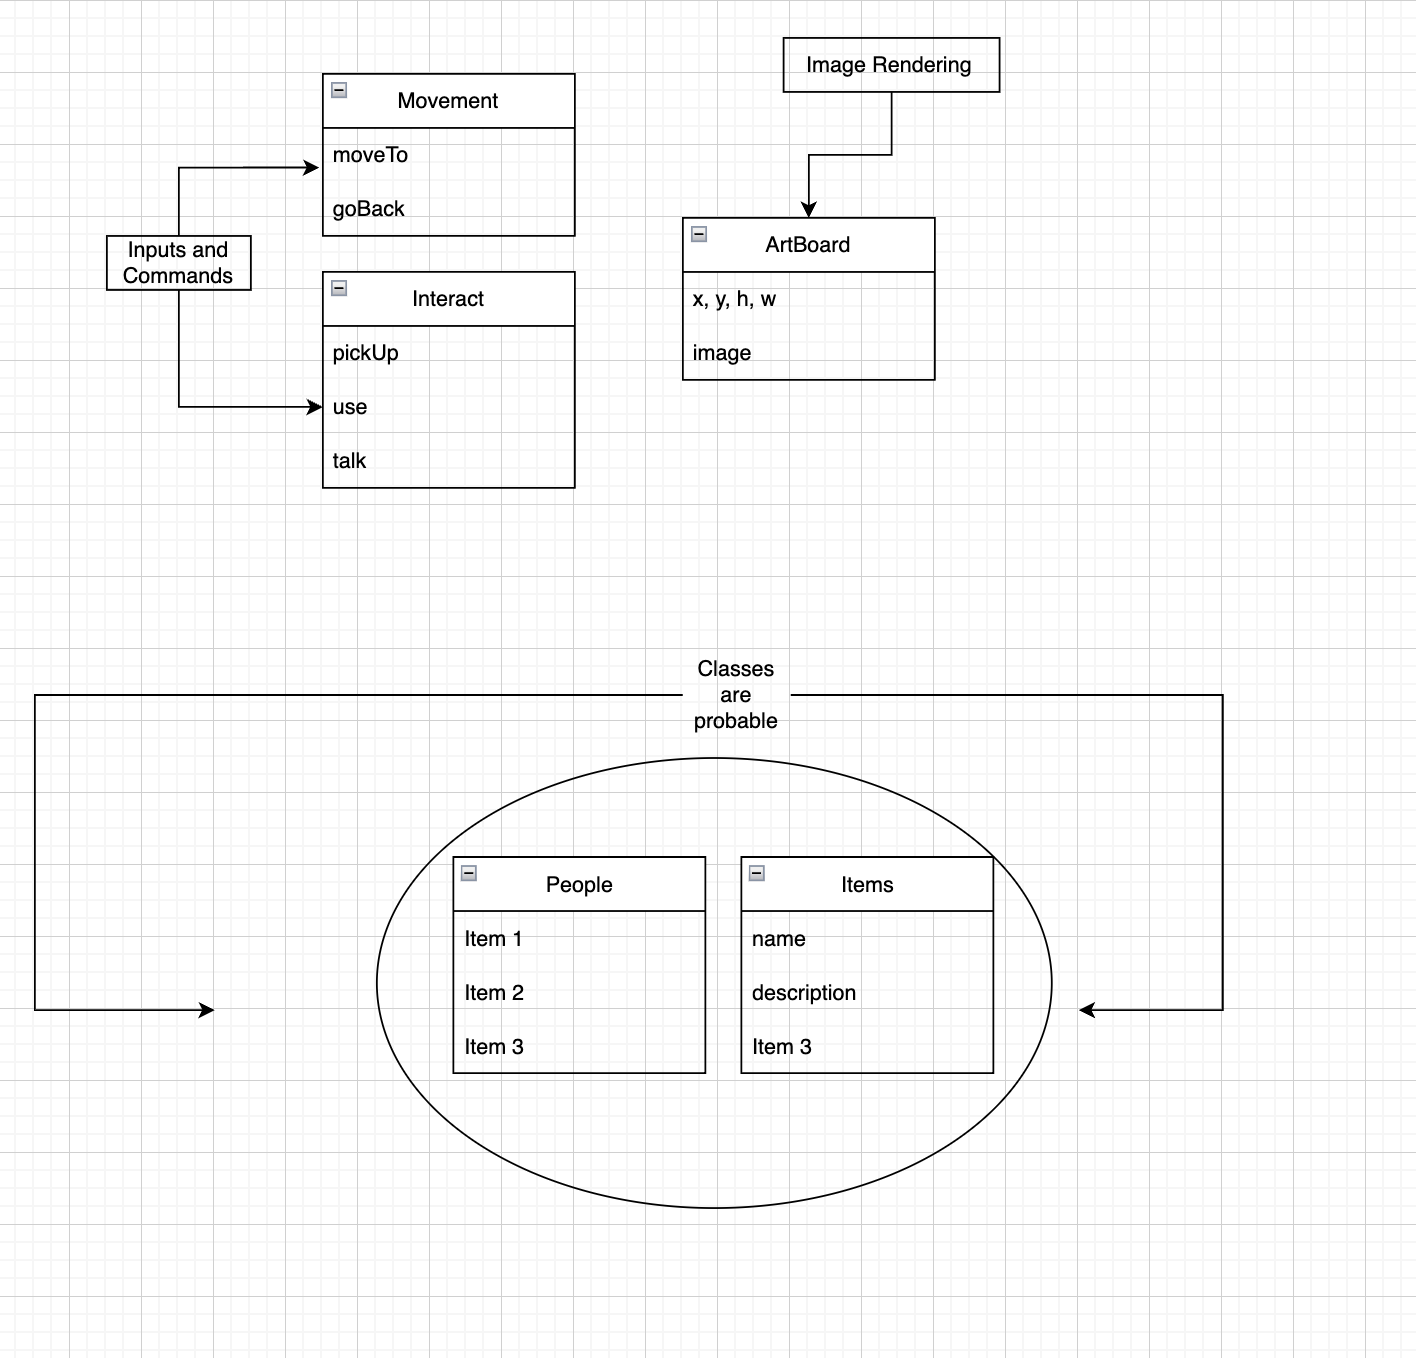 Image Rendering
Movement
moveTo
goBack
Inputs and
Commands
Interact
pickUp
use
talk
ArtBoard
x, y, h, w
image
Classes
are
probable
People
Item 1
Item 2
Item 3
Items
name
description
Item 3